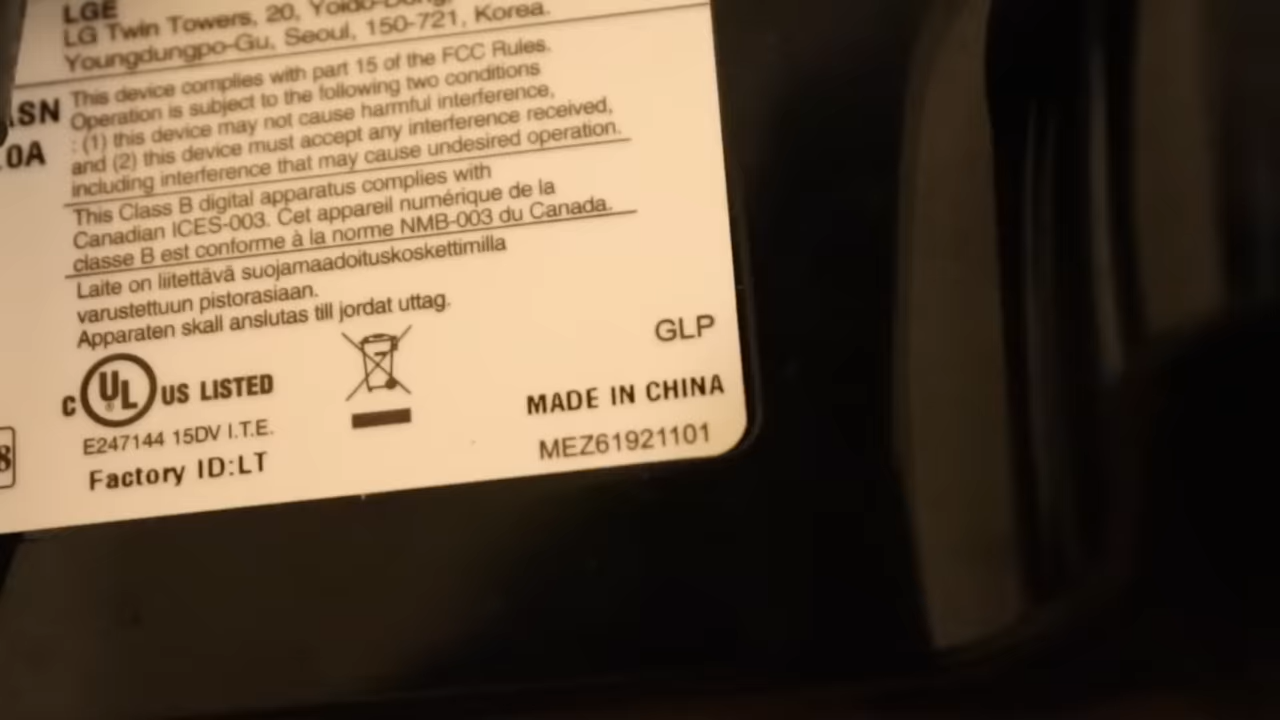 LGE
LG Twin Towers, 20, Yoido-Dong,
Youngdungpo-Gu, Seoul, 150-721, Korea.
SN
0A
This device complies with part 15 of the FCC Rules.
Operation is subject to the following two conditions
: (1) this device may not cause harmful interference,
and (2) this device must accept any interference received,
including interference that may cause undesired operation.
This Class B digital apparatus complies with
Canadian ICES-003. Cet appareil numérique de la
classe B est conforme à la norme NMB-003 du Canada.
Laite on liitettävä suojamaadoituskoskettimilla
varustettuun pistorasiaan.
Apparaten skall anslutas till jordat uttag.
C UL ® US LISTED
E247144 15DV I.T.E.
Factory ID:LT
8
GLP
MADE IN CHINA
MEZ61921101